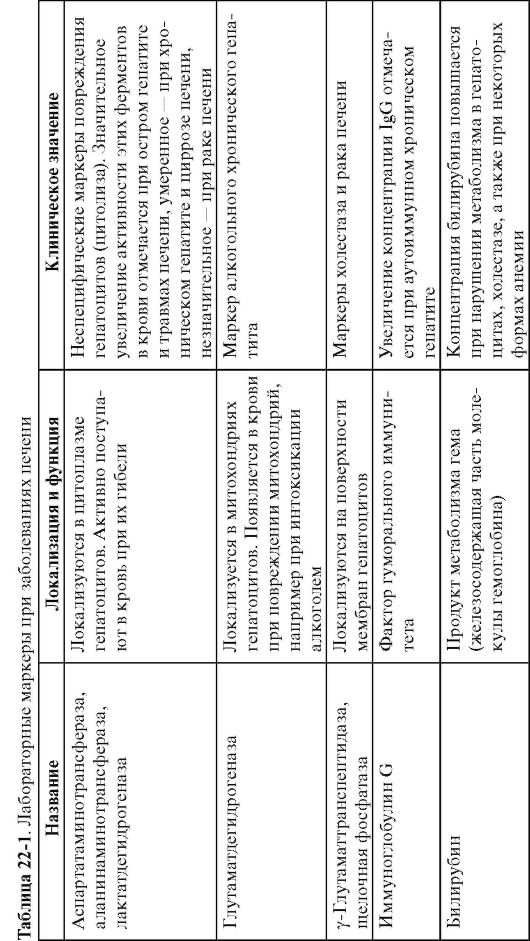 Таблица 22-1. Лабораторные маркеры при заболеваниях печени
Название
Локализация и функция
Клиническое значение
Аспартатаминотрансфераза,
аланинаминотрансфераза,
лактатдегидрогеназа
Локализуются в цитоплазме
гепатоцитов. Активно поступа-
ют в кровь при их гибели
Неспецифические маркеры повреждения
гепатоцитов (цитолиза). Значительное
увеличение активности этих ферментов
в крови отмечается при остром гепатите
и травмах печени, умеренное — при хро-
ническом гепатите и циррозе печени,
незначительное — при раке печени
Глутаматдегидрогеназа
Локализуется в митохондриях
гепатоцитов. Появляется в крови
при повреждении митохондрий,
например при интоксикации
алкоголем
Маркер алкогольного хронического гепа-
тита
γ-Глутаматтранспептидаза,
щелочная фосфатаза
Локализуются на поверхности
мембран гепатоцитов
Маркеры холестаза и рака печени
Иммуноглобулин G
Фактор гуморального иммуни-
тета
Увеличение концентрации IgG отмеча-
ется при аутоиммунном хроническом
гепатите
Билирубин
Продукт метаболизма гема
(железосодержащая часть моле-
кулы гемоглобина)
Концентрация билирубина повышается
при нарушении метаболизма в гепато-
цитах, холестазе, а также при некоторых
формах анемии